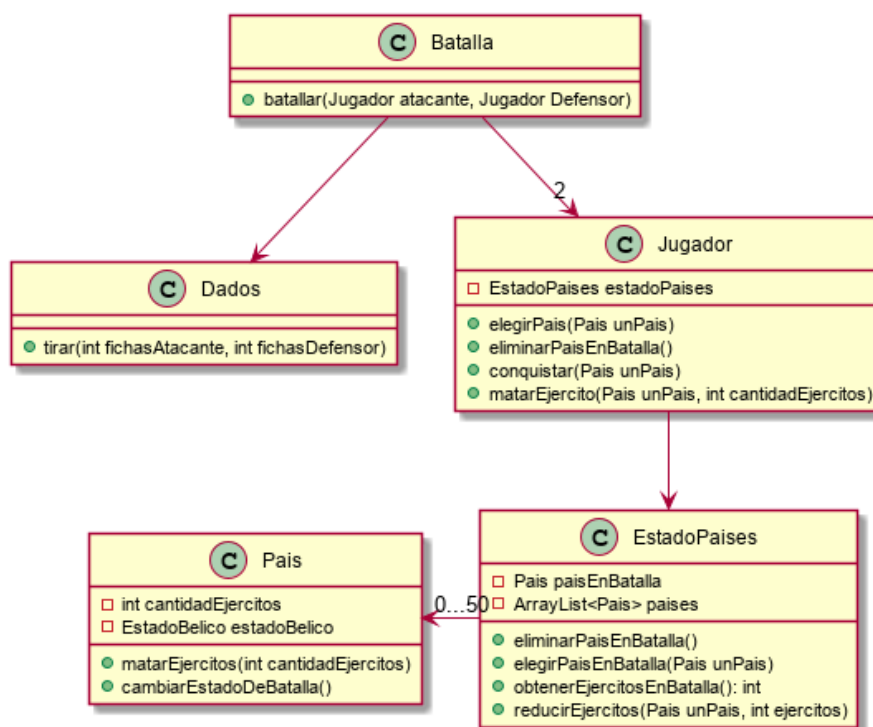 C Batalla
batallar(Jugador atacante, Jugador Defensor)
2
C Dados
tirar(int fichasAtacante, int fichasDefensor)
C Jugador
EstadoPaises estadoPaises
elegirPais(Pais unPais)
eliminarPaisEnBatalla()
conquistar(Pais unPais)
matarEjercito(Pais unPais, int cantidadEjercitos)
C Pais
int cantidadEjercitos
EstadoBelico estadoBelico
matarEjercitos(int cantidadEjercitos)
cambiarEstadoDeBatalla()
0...50
C EstadoPaises
Pais paisEnBatalla
ArrayList<Pais> paises
eliminarPaisEnBatalla()
elegirPaisEnBatalla(Pais unPais)
obtenerEjercitosEnBatalla(): int
reducirEjercitos(Pais unPais, int ejercitos)